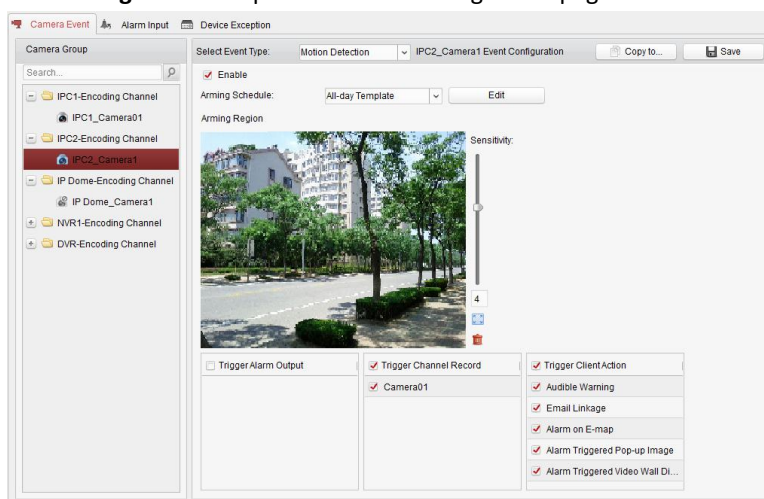 Camera Event
Alarm Input
Device Exception
Camera Group
Select Event Type:
Motion Detection
IPC2_Camera1 Event Configuration
Copy to...
Save
Search...
Enable
IPC1-Encoding Channel
Arming Schedule:
All-day Template
Edit
IPC1_Camera01
Arming Region
IPC2-Encoding Channel
Sensitivity:
IPC2_Camera1
IP Dome-Encoding Channel
IP Dome_Camera1
NVR1-Encoding Channel
DVR-Encoding Channel
4
Trigger Alarm Output
Trigger Channel Record
Trigger Client Action
Camera01
Audible Warning
Email Linkage
Alarm on E-map
Alarm Triggered Pop-up Image
Alarm Triggered Video Wall Di...